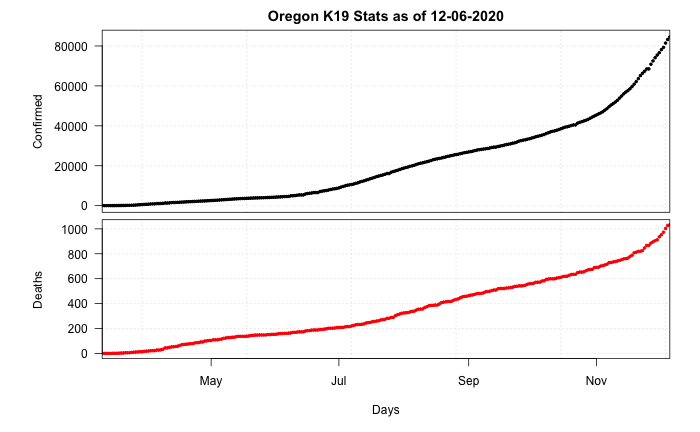 Oregon K19 Stats as of 12-06-2020
80000
60000
40000
20000
0
Confirmed
1000
800
600
400
200
0
Deaths
May Jul Sep Nov
Days